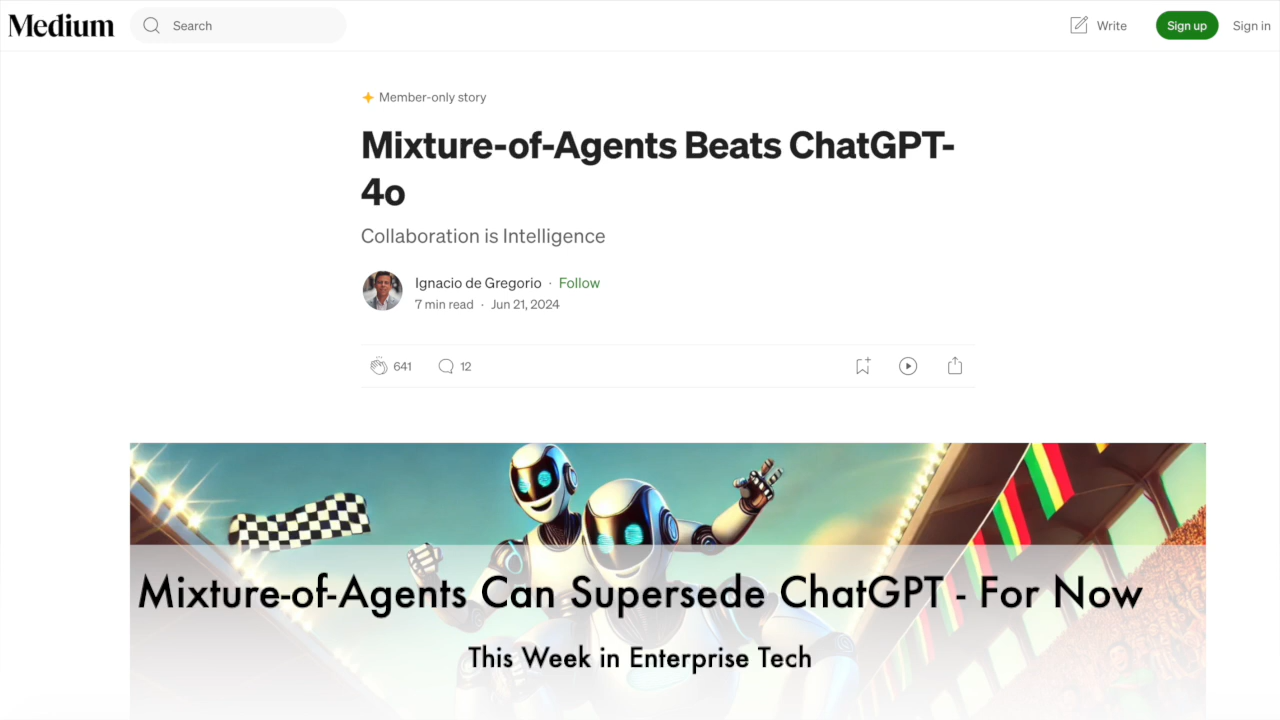 Medium
Search
Write
Sign up
Sign in
Member-only story
Mixture-of-Agents Beats ChatGPT-
4o
Collaboration is Intelligence
Ignacio de Gregorio · Follow
7 min read · Jun 21, 2024
641
12
Mixture-of-Agents Can Supersede ChatGPT - For Now
This Week in Enterprise Tech